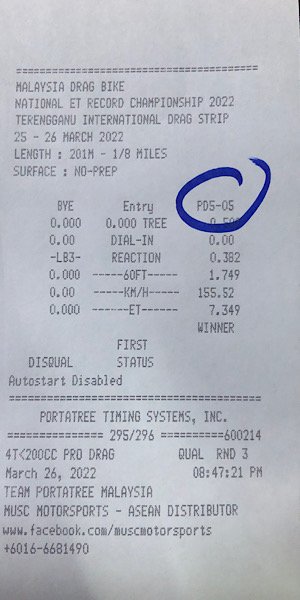 =============================================
MALAYSIA DRAG BIKE
NATIONAL ET RECORD CHAMPIONSHIP 2022
TERENGGANU INTERNATIONAL DRAG STRIP
25 - 26 MARCH 2022
LENGTH : 201M - 1/8 MILES
SURFACE : NO-PREP
BYE Entry PD5-05
0.000 0.000 TREE 0.500
0.00 DIAL-IN 0.00
-LB3- REACTION 0.382
0.000 -----60FT------ 1.749
0.00 -----KM/H----- 155.52
0.000 ------ET------ 7.349
WINNER
FIRST
DISQUAL STATUS
Autostart Disabled
=============================================
PORTATREE TIMING SYSTEMS, INC.
============== 295/296 ==========600214
4T<200CC PRO DRAG QUAL RND 3
March 26, 2022 08:47:21 PM
TEAM PORTATREE MALAYSIA
MUSC MOTORSPORTS - ASEAN DISTRIBUTOR
www.facebook.com/muscmotorsports
+6016-6681490